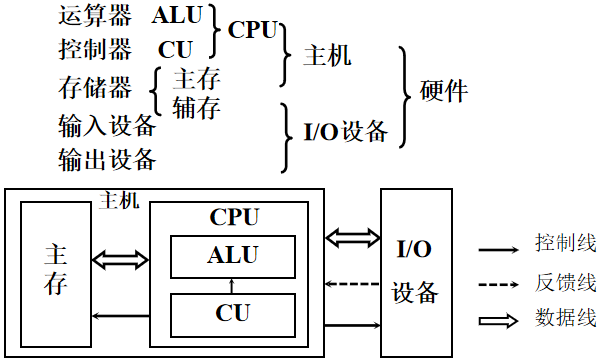 运算器 ALU
CPU
控制器 CU
主机
存储器 主存
辅存
硬件
输入设备
I/O设备
输出设备
主机
CPU
主存
ALU
CU
I/O
设备
控制线
反馈线
数据线